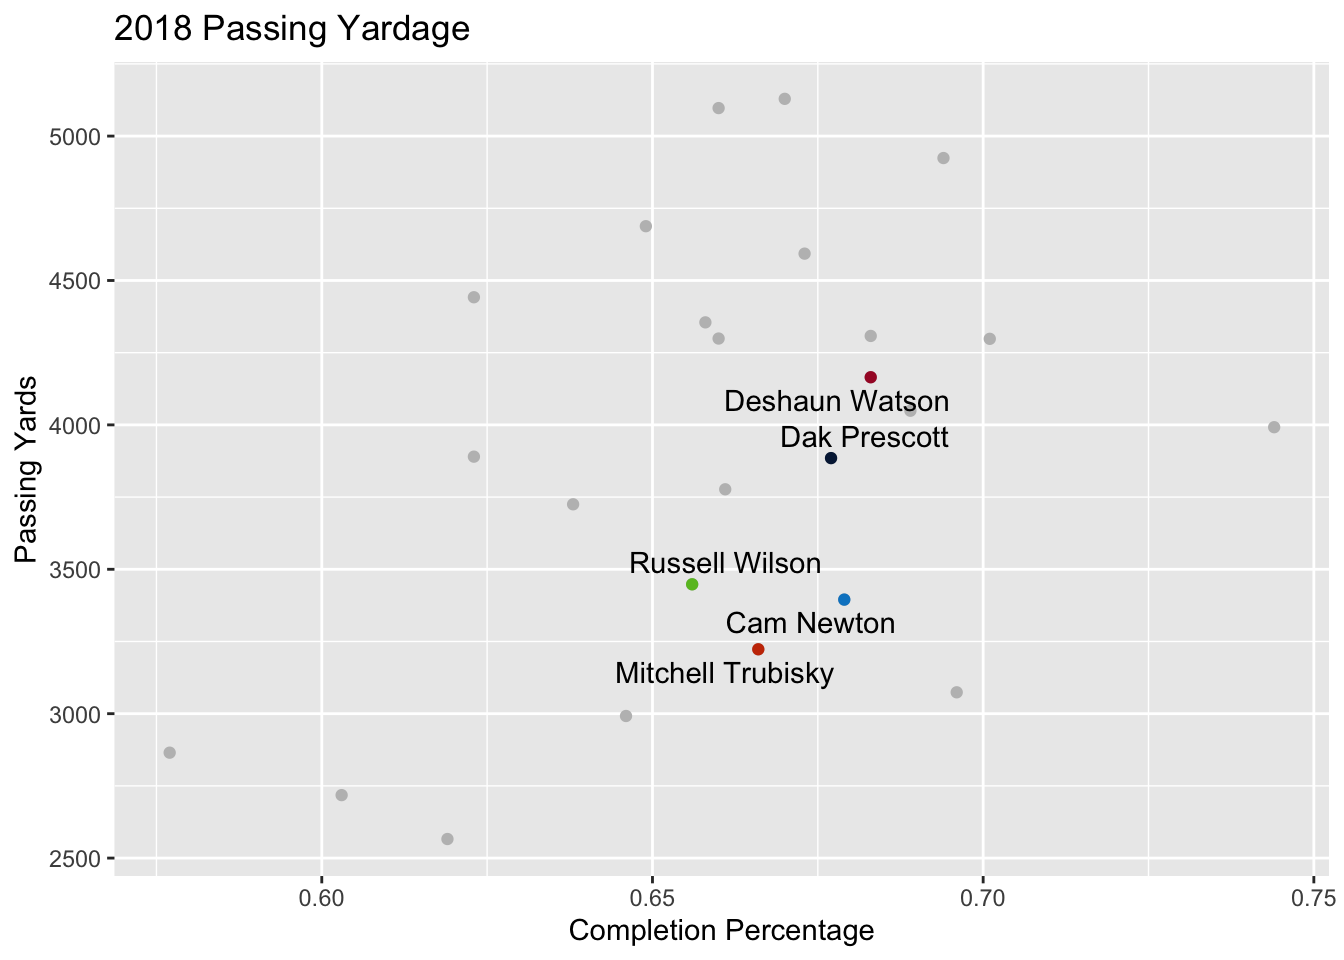 2018 Passing Yardage
5000
4500
4000
3500
3000
2500
Passing Yards
Deshaun Watson
Dak Prescott
Russell Wilson
Cam Newton
Mitchell Trubisky
0.60 0.65 0.70 0.75
Completion Percentage